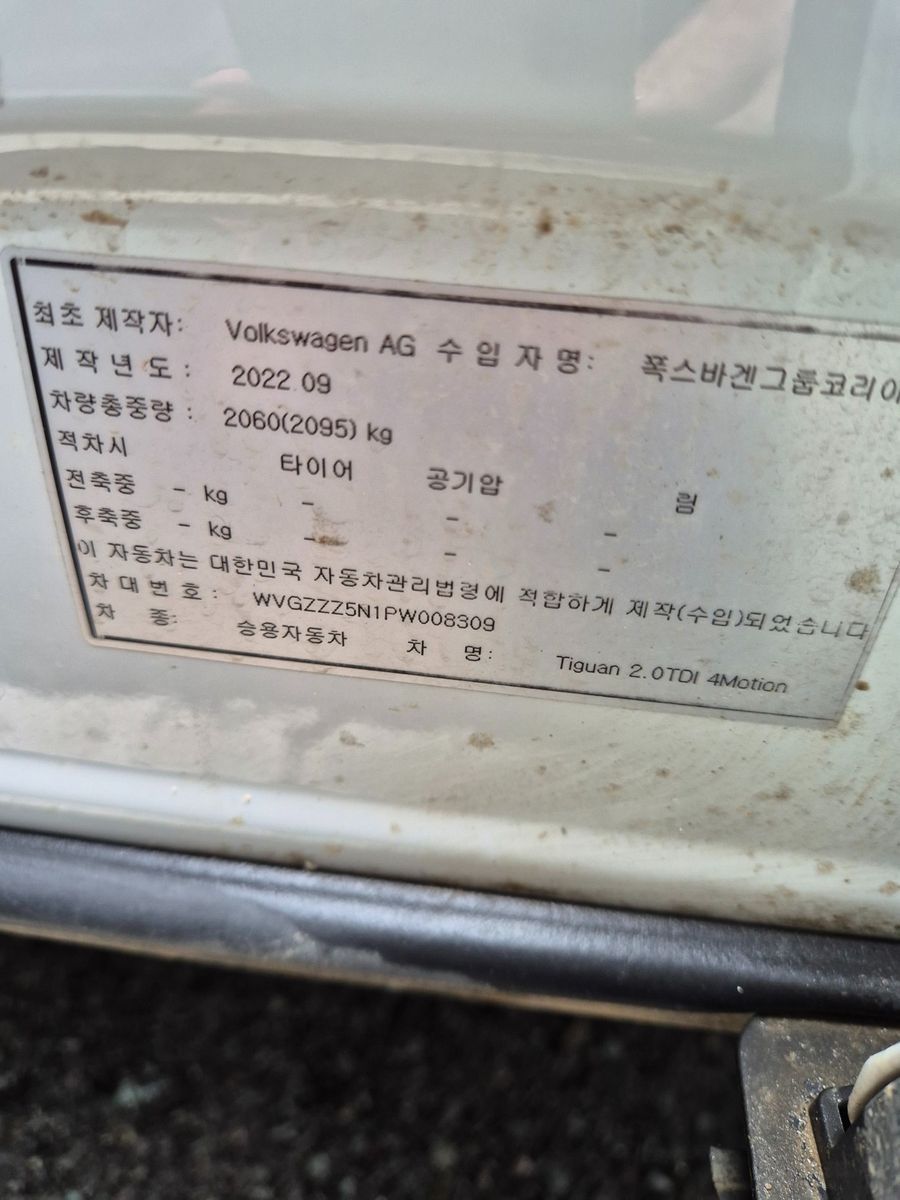 최초 제작자: Volkswagen AG 수 입 자 명: 폭스바겐그룹코리아
제 작 년 도 : 2022.09
차량총중량 : 2060(2095) kg
적차시 타이어 공기압 림
전축중 - kg - - -
후축중 - kg - - -
이 자동차는 대한민국 자동차관리법령에 적합하게 제작(수입)되었습니다
차 대 번 호 : WVGZZZ5N1PW008309
차 종: 승용자동차 차 명: Tiguan 2.0TDI 4Motion